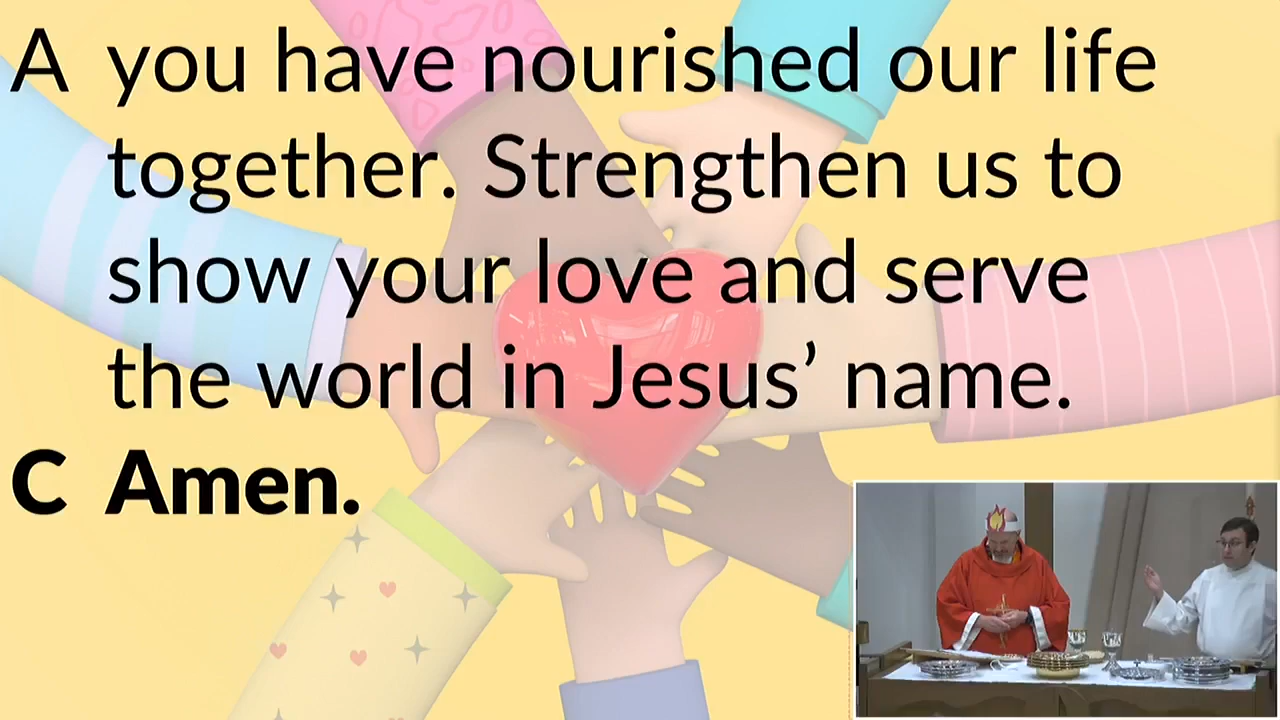 A you have nourished our life
together. Strengthen us to
show your love and serve
the world in Jesus’ name.
C Amen.